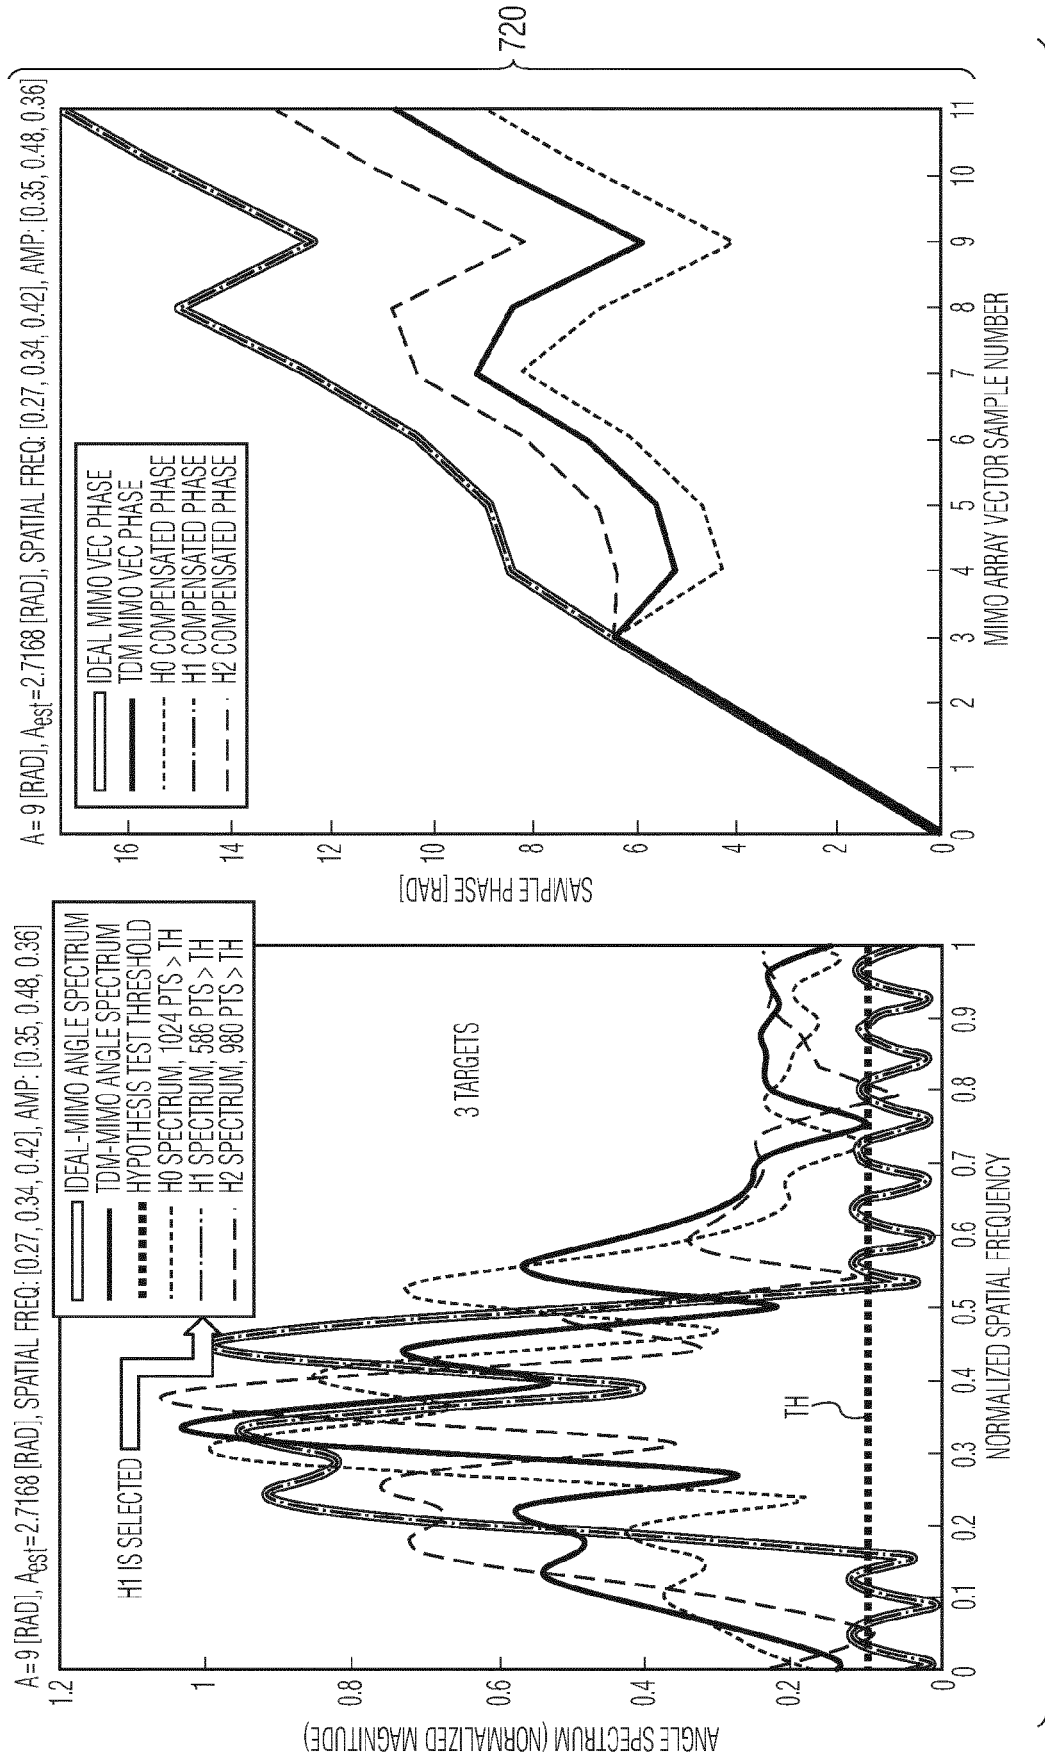 A = 9 [RAD], Aest = 2.7168 [RAD], SPATIAL FREQ: [0.27, 0.34, 0.42], AMP: [0.35, 0.48, 0.36]
IDEAL-MIMO ANGLE SPECTRUM
TDM-MIMO ANGLE SPECTRUM
HYPOTHESIS TEST THRESHOLD
H0 SPECTRUM, 1024 PTS > TH
H1 SPECTRUM, 586 PTS > TH
H2 SPECTRUM, 980 PTS > TH
H1 IS SELECTED
3 TARGETS
TH
ANGLE SPECTRUM (NORMALIZED MAGNITUDE)
1.2
1
0.8
0.6
0.4
0.2
0
0 0.1 0.2 0.3 0.4 0.5 0.6 0.7 0.8 0.9 1
NORMALIZED SPATIAL FREQUENCY
A = 9 [RAD], Aest = 2.7168 [RAD], SPATIAL FREQ: [0.27, 0.34, 0.42], AMP: [0.35, 0.48, 0.36]
IDEAL MIMO VEC PHASE
TDM MIMO VEC PHASE
H0 COMPENSATED PHASE
H1 COMPENSATED PHASE
H2 COMPENSATED PHASE
SAMPLE PHASE [RAD]
16
14
12
10
8
6
4
2
0
0 1 2 3 4 5 6 7 8 9 10 11
MIMO ARRAY VECTOR SAMPLE NUMBER
720